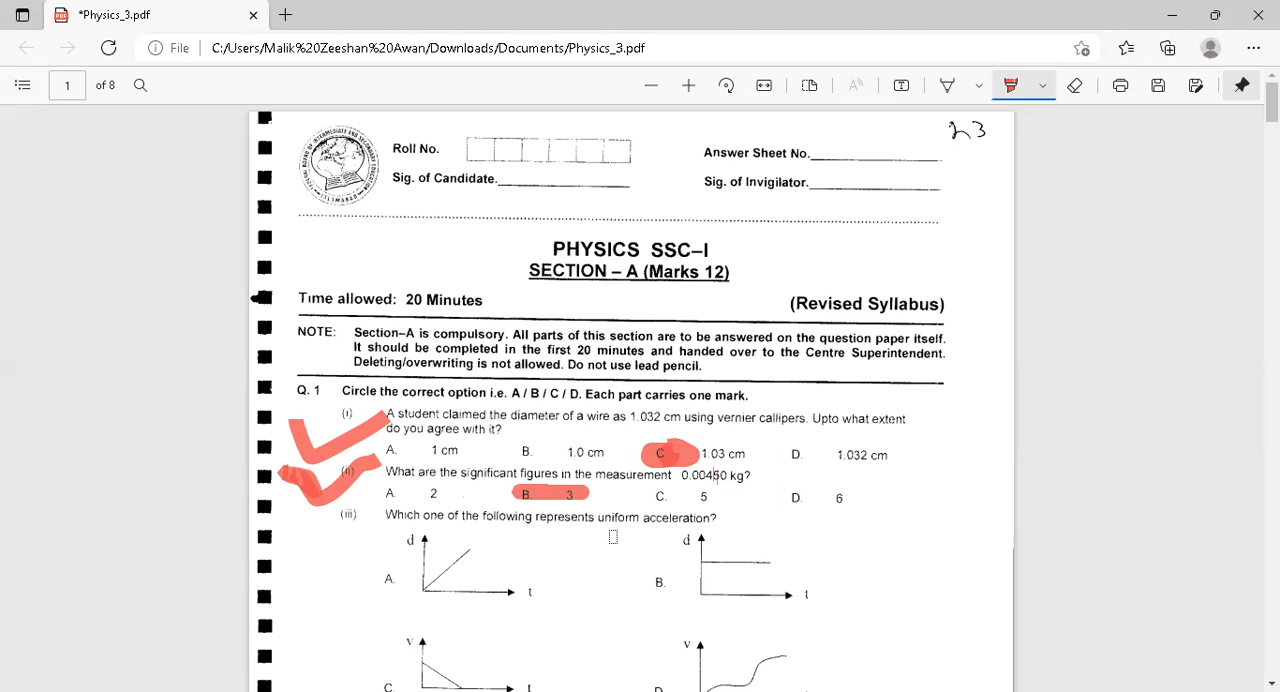 *Physics_3.pdf
File C:/Users/Malik%20Zeeshan%20Awan/Downloads/Documents/Physics_3.pdf
1 of 8
23
Roll No.
Answer Sheet No.
Sig. of Candidate.
Sig. of Invigilator.
PHYSICS SSC–I
SECTION – A (Marks 12)
Time allowed: 20 Minutes (Revised Syllabus)
NOTE: Section–A is compulsory. All parts of this section are to be answered on the question paper itself.
It should be completed in the first 20 minutes and handed over to the Centre Superintendent.
Deleting/overwriting is not allowed. Do not use lead pencil.
Q. 1 Circle the correct option i.e. A / B / C / D. Each part carries one mark.
(i) A student claimed the diameter of a wire as 1.032 cm using vernier callipers. Upto what extent
do you agree with it?
A. 1 cm B. 1.0 cm C. 1.03 cm D. 1.032 cm
(ii) What are the significant figures in the measurement 0.00450 kg?
A. 2 B. 3 C. 5 D. 6
(iii) Which one of the following represents uniform acceleration?
d d
A. t B. t
v v
C. t D.